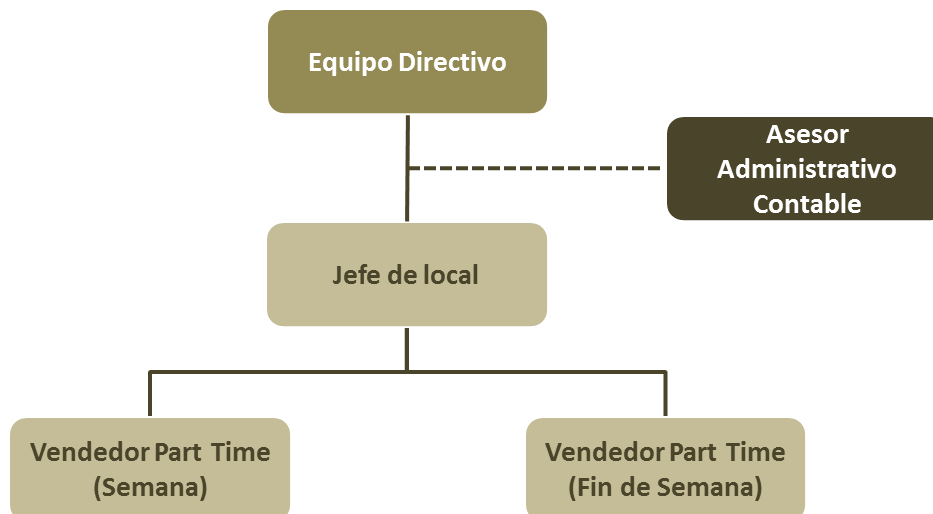 Equipo Directivo
Asesor
Administrativo
Contable
Jefe de local
Vendedor Part Time
(Semana)
Vendedor Part Time
(Fin de Semana)